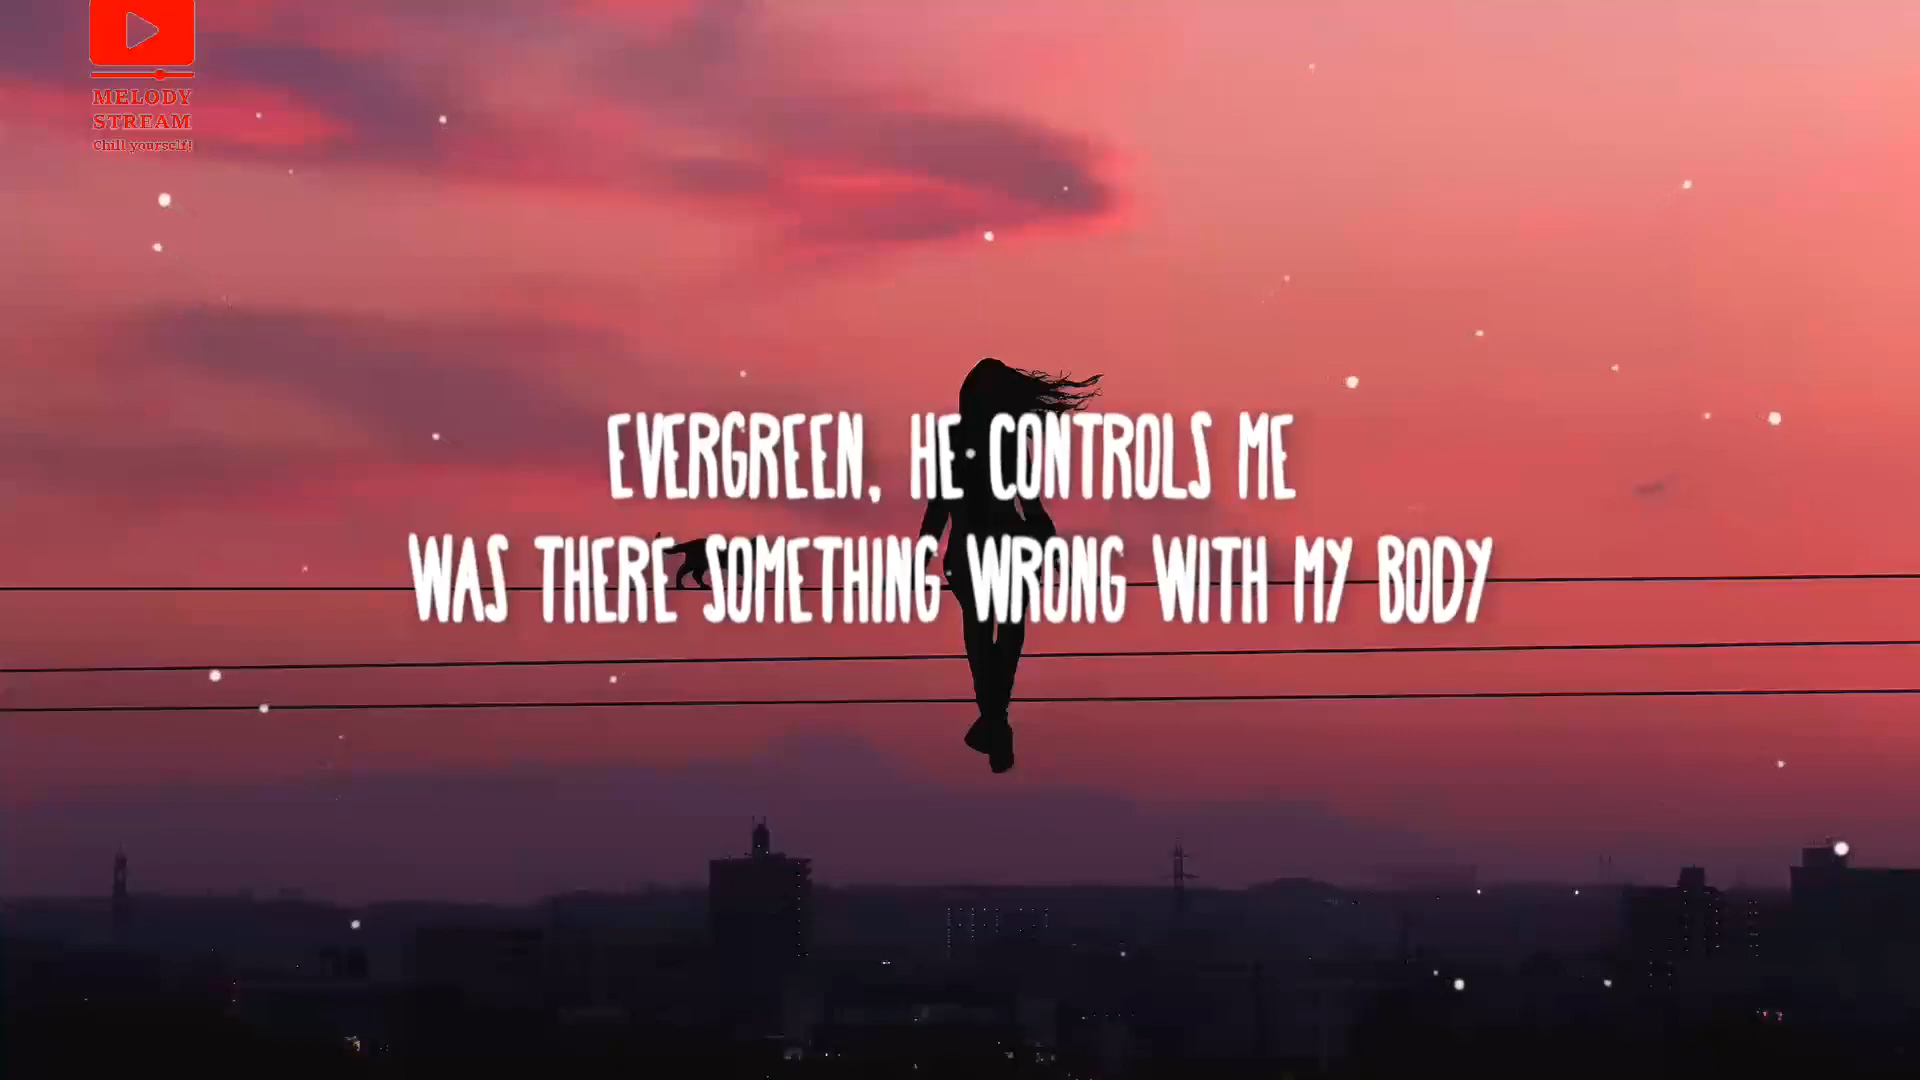 MELODY
STREAM
Chill yourself!
EVERGREEN, HE CONTROLS ME
WAS THERE SOMETHING WRONG WITH MY BODY